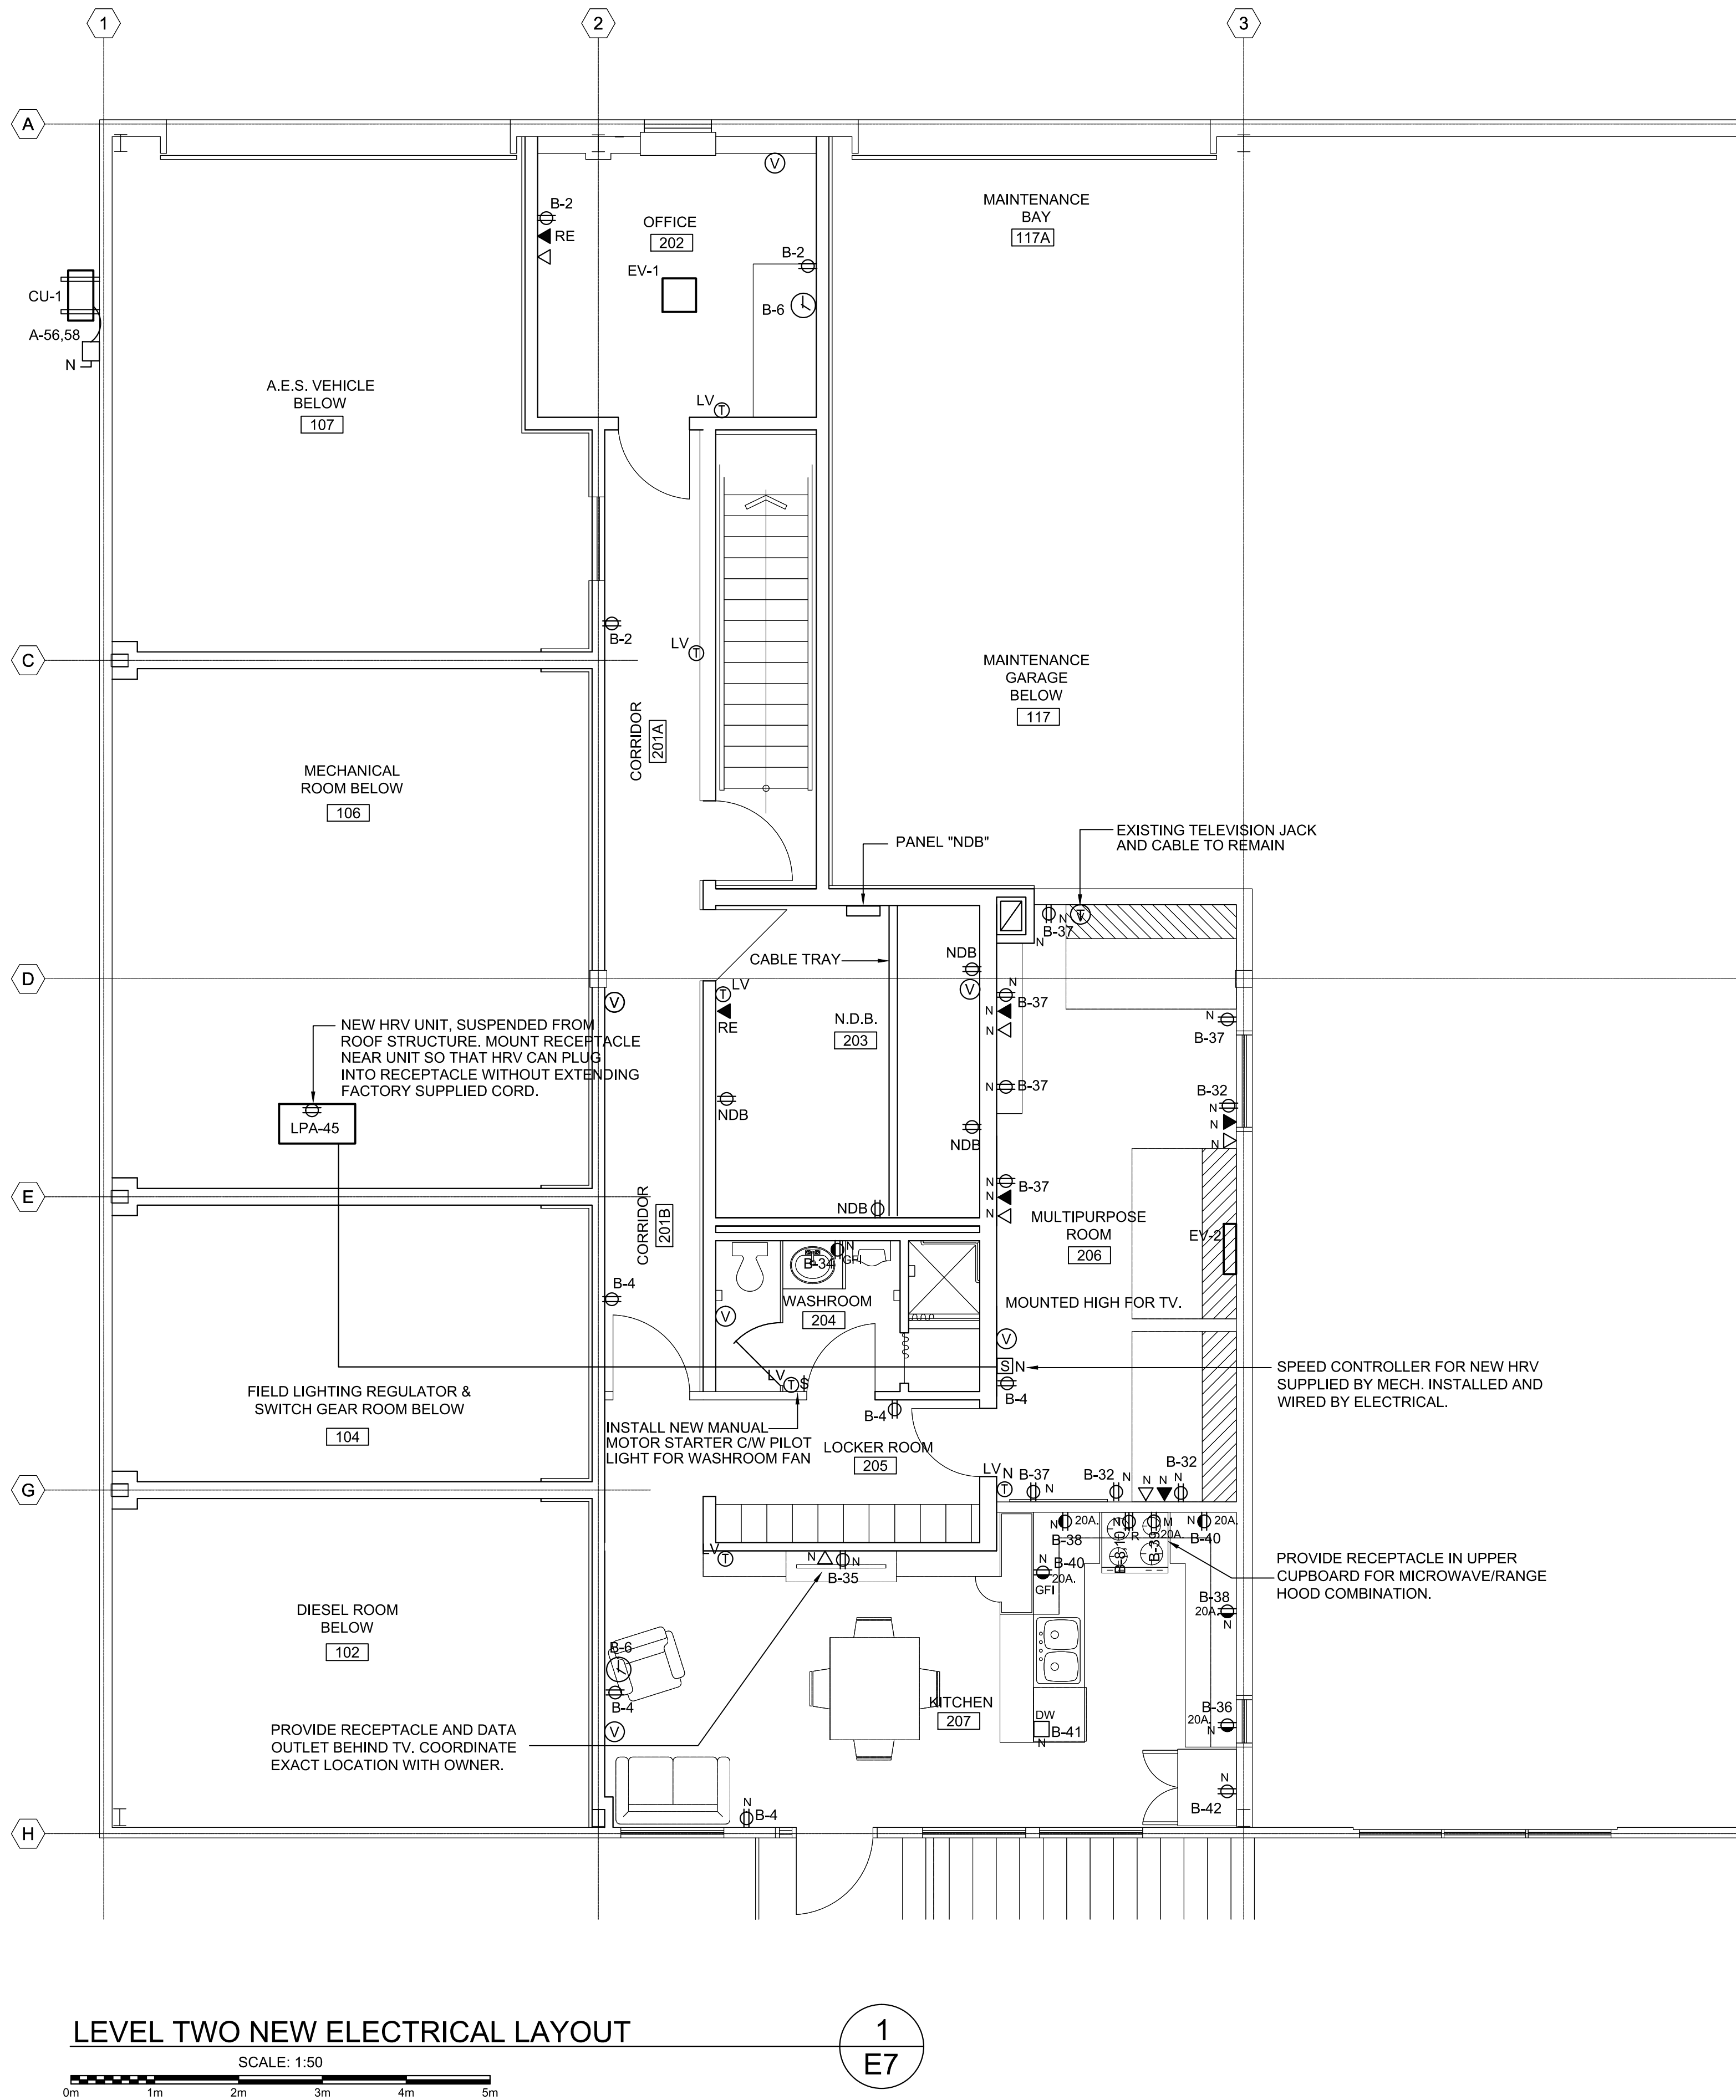 1
2
3
A
B-2
RE
OFFICE
202
EV-1
B-2
B-6
LV
T
V
MAINTENANCE
BAY
117A
CU-1
A-56,58
N
A.E.S. VEHICLE
BELOW
107
B-2
LV
T
C
MAINTENANCE
GARAGE
BELOW
117
CORRIDOR
201A
MECHANICAL
ROOM BELOW
106
PANEL "NDB"
EXISTING TELEVISION JACK
AND CABLE TO REMAIN
N
T
V
B-37
N
CABLE TRAY
NDB
V
D
V
T
LV
RE
N.D.B.
203
N
B-37
N
N
N
B-37
NEW HRV UNIT, SUSPENDED FROM
ROOF STRUCTURE. MOUNT RECEPTACLE
NEAR UNIT SO THAT HRV CAN PLUG
INTO RECEPTACLE WITHOUT EXTENDING
FACTORY SUPPLIED CORD.
LPA-45
NDB
NDB
N
B-37
B-32
N
N
N
E
NDB
N
B-37
N
N
MULTIPURPOSE
ROOM
206
EV-2
CORRIDOR
201B
N
GFI
B-34
B-4
WASHROOM
204
V
MOUNTED HIGH FOR TV.
V
S
N
B-4
SPEED CONTROLLER FOR NEW HRV
SUPPLIED BY MECH. INSTALLED AND
WIRED BY ELECTRICAL.
LV
T
S
FIELD LIGHTING REGULATOR &
SWITCH GEAR ROOM BELOW
104
INSTALL NEW MANUAL
MOTOR STARTER C/W PILOT
LIGHT FOR WASHROOM FAN
B-4
LOCKER ROOM
205
G
LV
N
T
B-37
N
B-32
N
N
N
B-32
N
LV
T
N
N
B-35
N
20A.
B-38
N
R
B-8,10
M
20A.
B-39
N
20A.
B-40
N
B-40
20A.
GFI
PROVIDE RECEPTACLE IN UPPER
CUPBOARD FOR MICROWAVE/RANGE
HOOD COMBINATION.
DIESEL ROOM
BELOW
102
B-6
B-4
V
B-38
20A.
N
KITCHEN
207
DW
B-41
N
B-36
20A.
N
PROVIDE RECEPTACLE AND DATA
OUTLET BEHIND TV. COORDINATE
EXACT LOCATION WITH OWNER.
N
B-4
N
B-42
H
LEVEL TWO NEW ELECTRICAL LAYOUT
1
E7
SCALE: 1:50
0m 1m 2m 3m 4m 5m